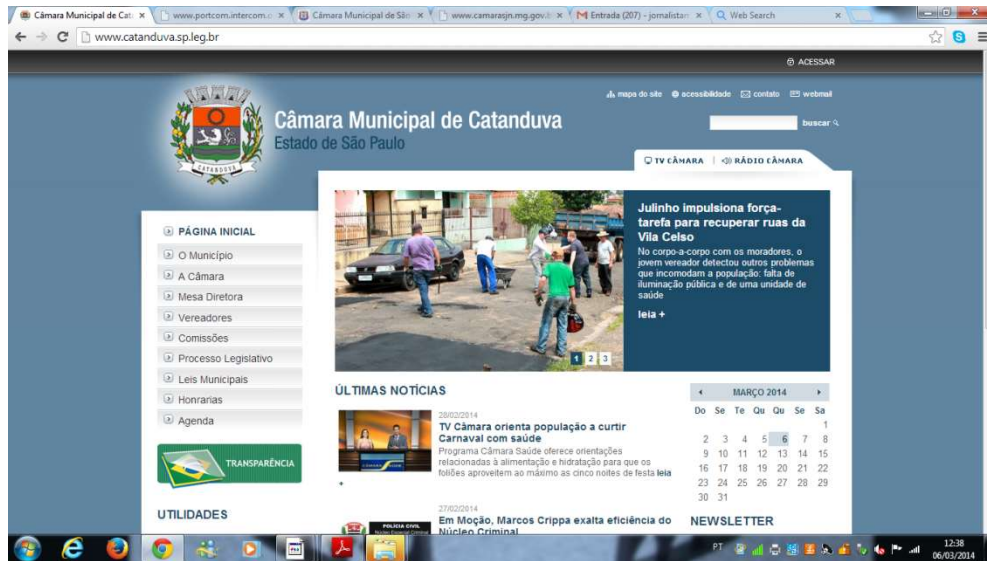 Câmara Municipal de Cat
www.portcom.intercom.o
Câmara Municipal de São
www.camarasjn.mg.gov.b
Entrada (207) - jornalistan
Web Search
www.catanduva.sp.leg.br
ACESSAR
mapa do site acessibilidade contato webmail
buscar
CATANDUVA
Câmara Municipal de Catanduva
Estado de São Paulo
TV CÂMARA | RÁDIO CÂMARA
PÁGINA INICIAL
O Município
A Câmara
Mesa Diretora
Vereadores
Comissões
Processo Legislativo
Leis Municipais
Honrarias
Agenda
TRANSPARÊNCIA
UTILIDADES
Julinho impulsiona força-
tarefa para recuperar ruas da
Vila Celso
No corpo-a-corpo com os moradores, o
jovem vereador detectou outros problemas
que incomodam a população: falta de
iluminação pública e de uma unidade de
saúde
leia +
1 2 3
ÚLTIMAS NOTÍCIAS
28/02/2014
TV Câmara orienta população a curtir
Carnaval com saúde
Programa Câmara Saúde oferece orientações
relacionadas à alimentação e hidratação para que os
foliões aproveitem ao máximo as cinco noites de festa leia
+
27/02/2014
Em Moção, Marcos Crippa exalta eficiência do
Núcleo Criminal
POLÍCIA CIVIL
MARÇO 2014
Do Se Te Qu Qu Se Sa
1
2 3 4 5 6 7 8
9 10 11 12 13 14 15
16 17 18 19 20 21 22
23 24 25 26 27 28 29
30 31
NEWSLETTER
PT
12:38
06/03/2014